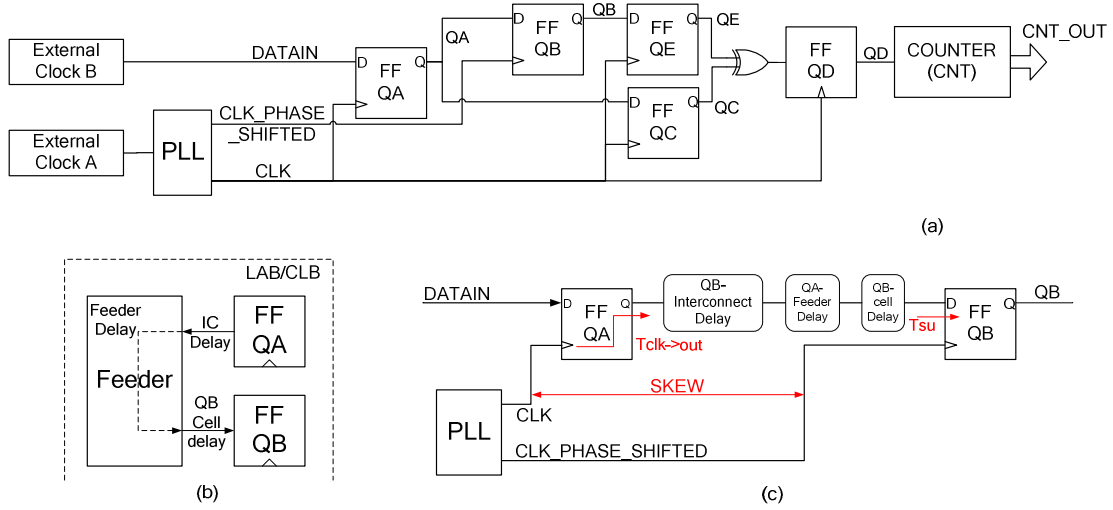 External
Clock B
DATAIN
D
Q
FF
QA
QA
D
Q
FF
QB
QB
D
Q
FF
QE
QE
D
Q
FF
QC
QC
FF
QD
QD
COUNTER
(CNT)
CNT_OUT
External
Clock A
PLL
CLK_PHASE
_SHIFTED
CLK
(a)
LAB/CLB
Feeder
Delay
Feeder
IC
Delay
FF
QA
QB
Cell
delay
FF
QB
(b)
DATAIN
D
Q
FF
QA
Tclk->out
QB-
Interconnect
Delay
QA-
Feeder
Delay
QB-
cell
Delay
Tsu
D
Q
FF
QB
QB
SKEW
PLL
CLK
CLK_PHASE_SHIFTED
(c)